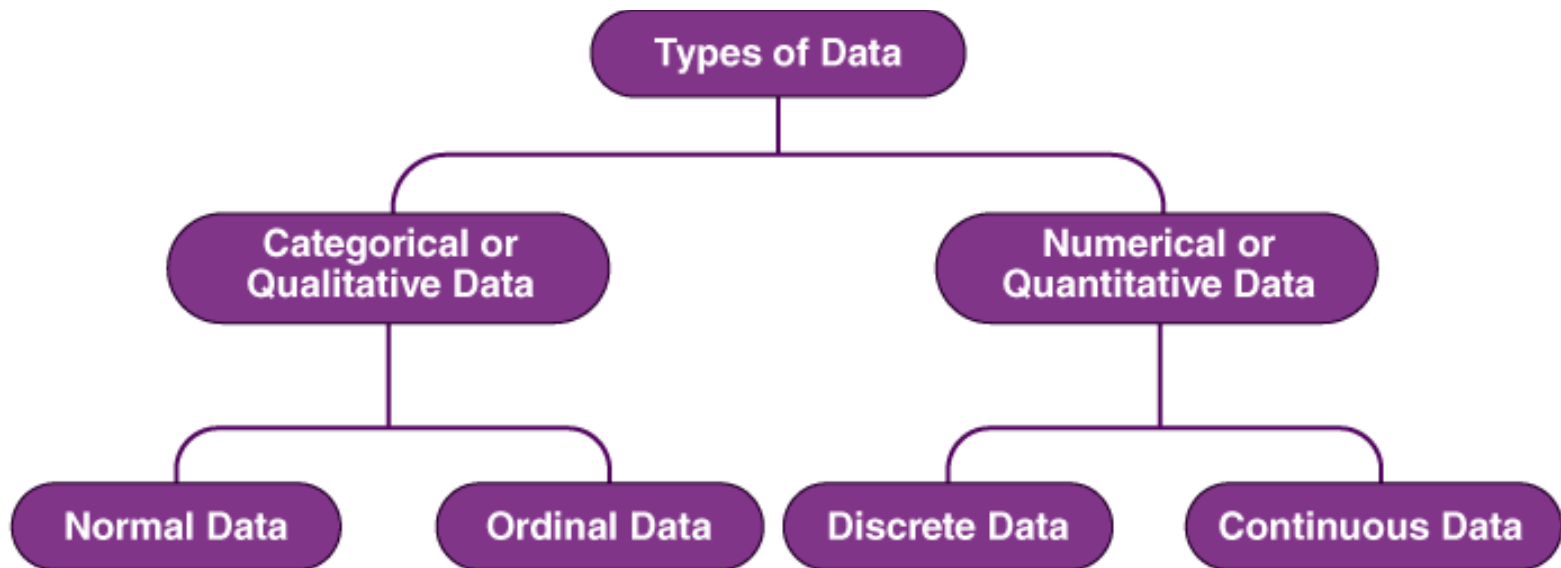 Types of Data
Categorical or
Qualitative Data
Numerical or
Quantitative Data
Normal Data
Ordinal Data
Discrete Data
Continuous Data